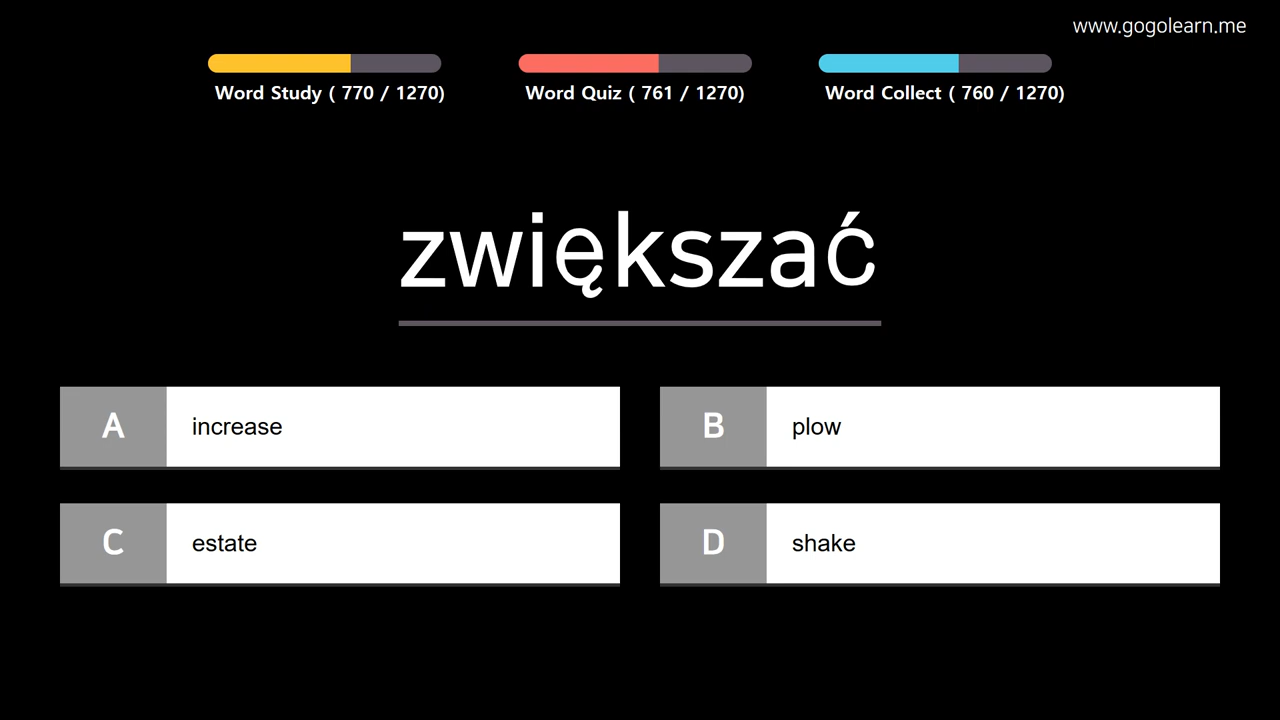 www.gogolearn.me
Word Study ( 770 / 1270)
Word Quiz ( 761 / 1270)
Word Collect ( 760 / 1270)
zwiększać
A increase
B plow
C estate
D shake